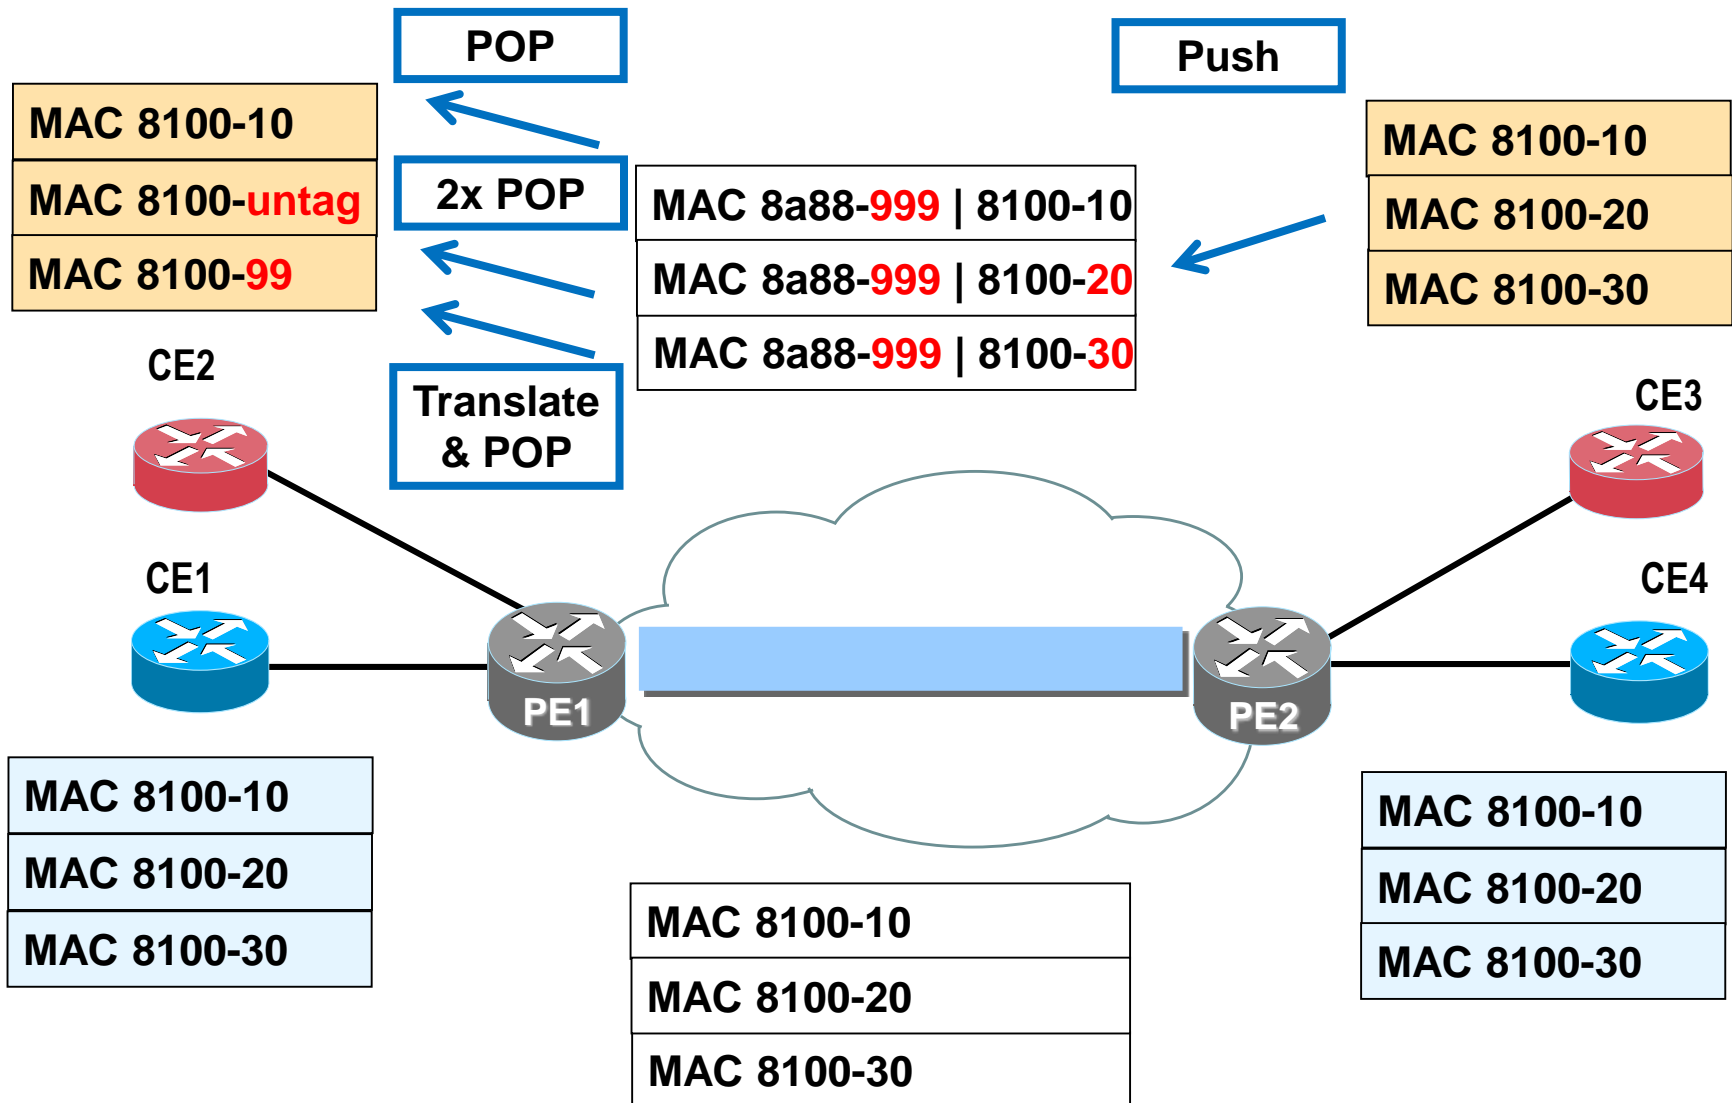 POP
Push
MAC 8100-10
MAC 8100-untag
MAC 8100-99
2x POP
MAC 8a88-999 | 8100-10
MAC 8a88-999 | 8100-20
MAC 8a88-999 | 8100-30
MAC 8100-10
MAC 8100-20
MAC 8100-30
Translate
& POP
CE2
CE3
CE1
CE4
PE1
PE2
MAC 8100-10
MAC 8100-20
MAC 8100-30
MAC 8100-10
MAC 8100-20
MAC 8100-30
MAC 8100-10
MAC 8100-20
MAC 8100-30